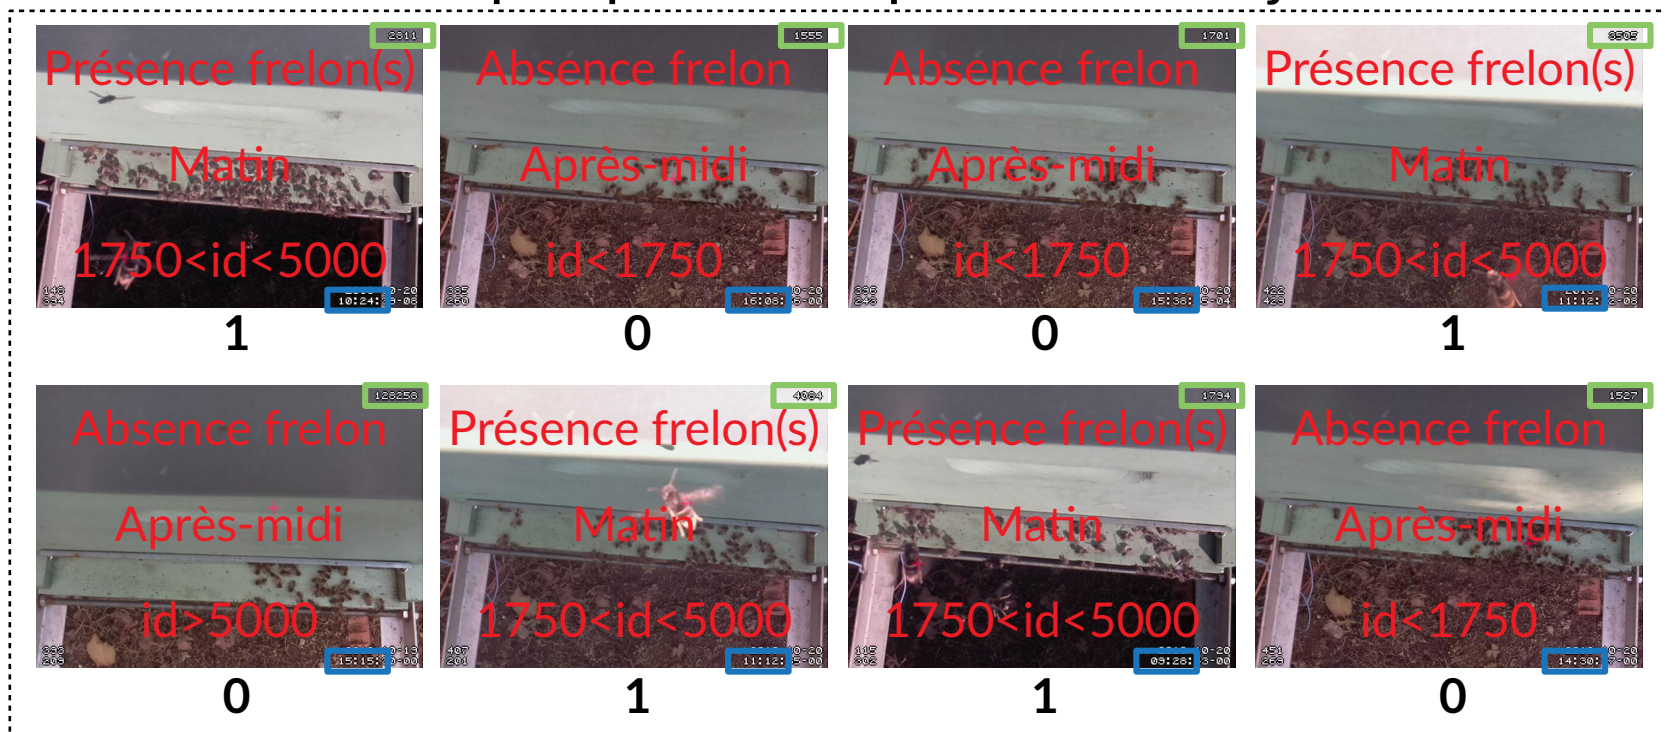 2811
1555
1701
3505
Présence frelon(s)
Absence frelon
Absence frelon
Présence frelon(s)
Matin
Après-midi
Après-midi
Matin
1750<id<5000
id<1750
id<1750
1750<id<5000
10:24:
16:08:
15:38:
11:12:
1
0
0
1
128258
4084
1794
1527
Absence frelon
Présence frelon(s)
Présence frelon(s)
Absence frelon
Après-midi
Matin
Matin
Après-midi
id>5000
1750<id<5000
1750<id<5000
id<1750
15:15:
11:12:
09:28:
14:30:
0
1
1
0